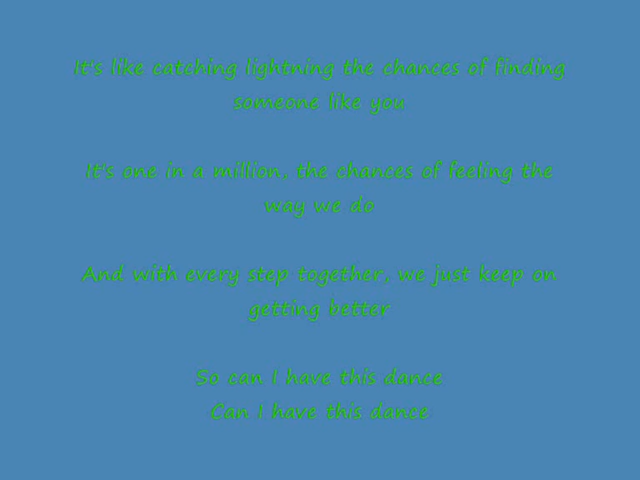 It's like catching lightning the chances of finding
someone like you
It's one in a million, the chances of feeling the
way we do
And with every step together, we just keep on
getting better
So can I have this dance
Can I have this dance